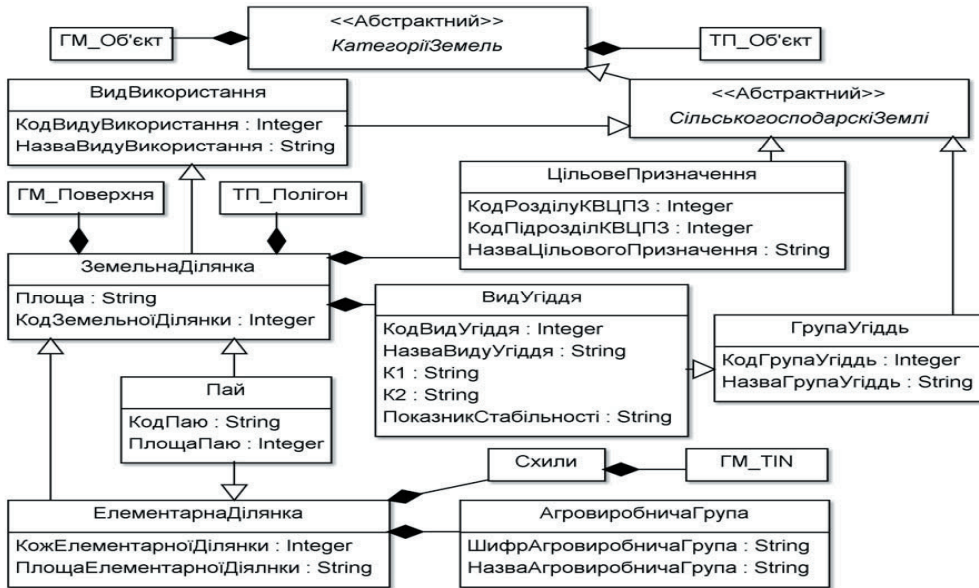 <<Абстрактний>>
КатегоріїЗемель
ГМ_Об'єкт
ТП_Об'єкт
ВидВикористання
КодВидуВикористання : Integer
НазваВидуВикористання : String
<<Абстрактний>>
СільськогосподарскіЗемлі
ГМ_Поверхня
ТП_Полігон
ЦільовеПризначення
КодРозділуКВЦПЗ : Integer
КодПідрозділКВЦПЗ : Integer
НазваЦільовогоПризначення : String
ЗемельнаДілянка
Площа : String
КодЗемельноїДілянки : Integer
ВидУгіддя
КодВидУгіддя : Integer
НазваВидуУгіддя : String
К1 : String
К2 : String
ПоказникСтабільності : String
ГрупаУгіддь
КодГрупаУгіддь : Integer
НазваГрупаУгіддь : String
Пай
КодПаю : String
ПлощаПаю : Integer
Схили
ГМ_TIN
ЕлементарнаДілянка
КожЕлементарноїДілянки : Integer
ПлощаЕлементарноїДіялнки : String
АгровиробничаГрупа
ШифрАгровиробничаГрупа : String
НазваАгровиробничаГрупа : String